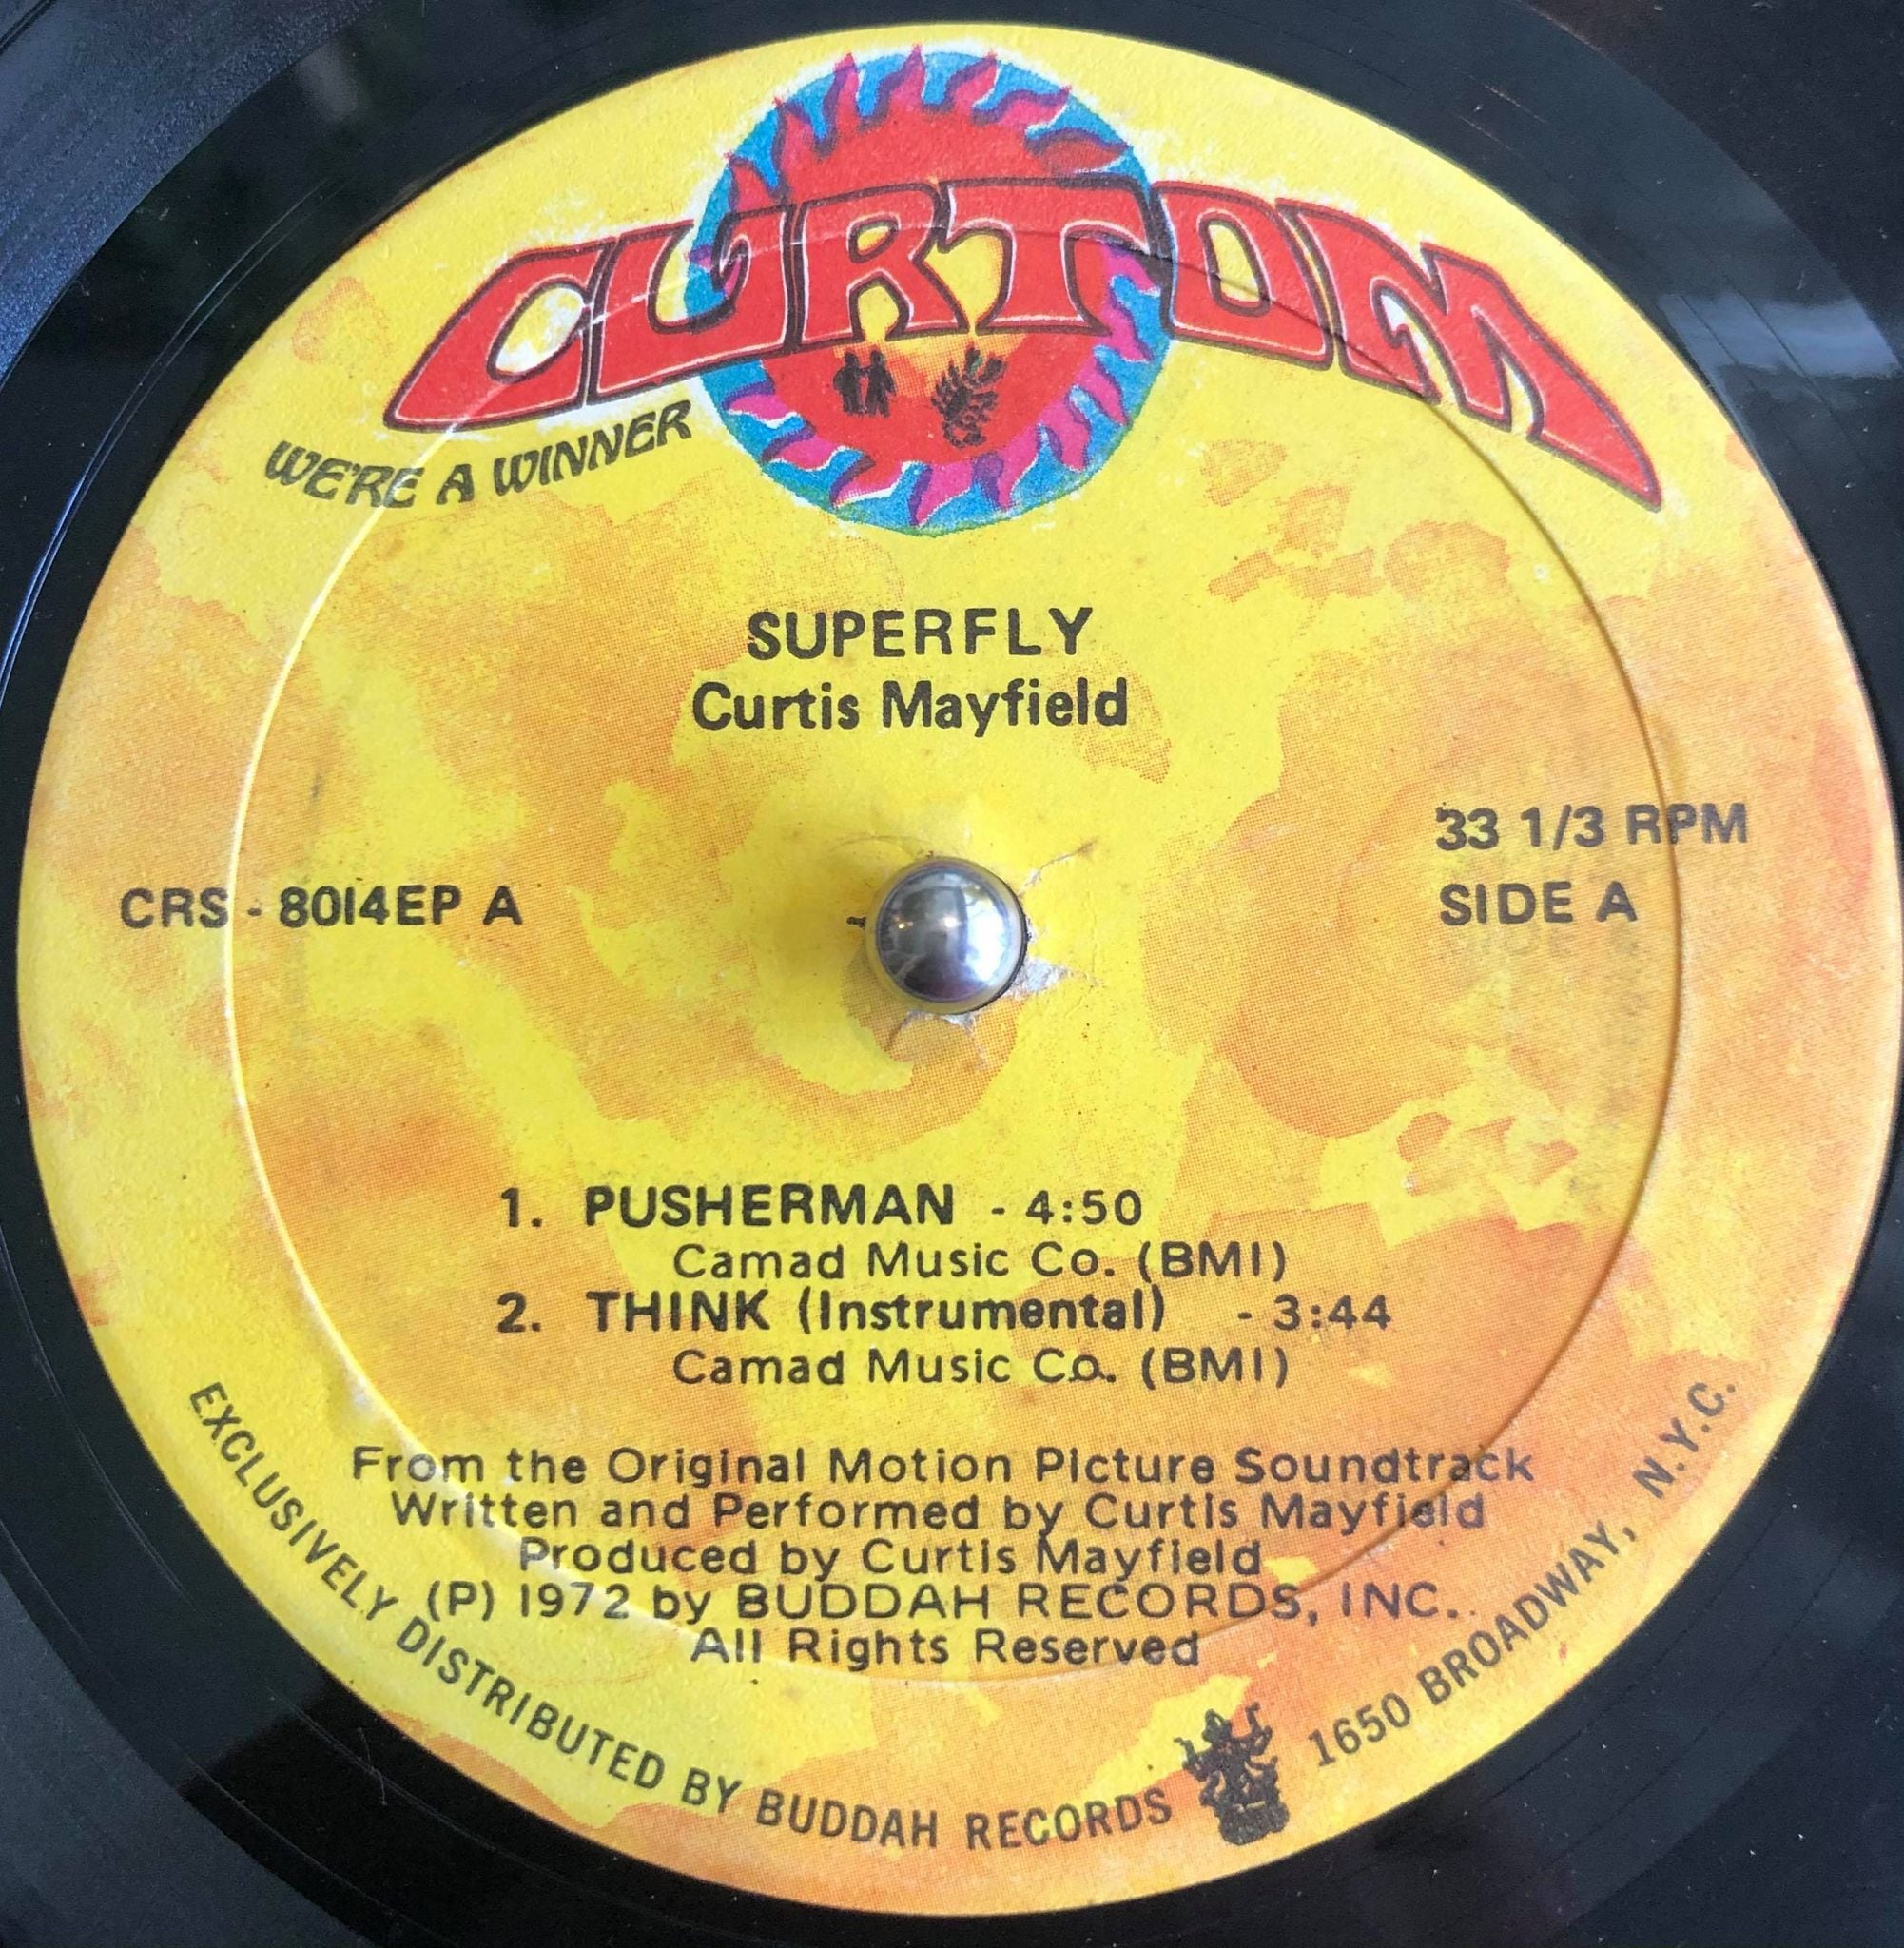 CURTOM
WE'RE A WINNER
SUPERFLY
Curtis Mayfield
33 1/3 RPM
CRS - 8014EP A
SIDE A
1. PUSHERMAN - 4:50
Camad Music Co. (BMI)
2. THINK (Instrumental) - 3:44
Camad Music Co. (BMI)
From the Original Motion Picture Soundtrack
Written and Performed by Curtis Mayfield
Produced by Curtis Mayfield
(P) 1972 by BUDDAH RECORDS, INC.
All Rights Reserved
EXCLUSIVELY DISTRIBUTED BY BUDDAH RECORDS 1650 BROADWAY, N.Y.C.